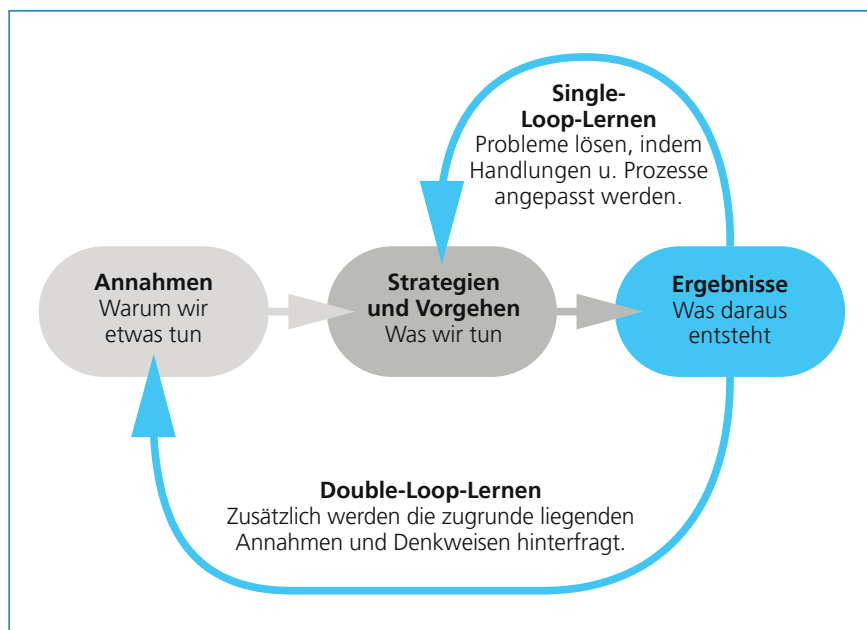 Single-
Loop-Lernen
Probleme lösen, indem
Handlungen u. Prozesse
angepasst werden.
Annahmen
Warum wir
etwas tun
Strategien
und Vorgehen
Was wir tun
Ergebnisse
Was daraus
entsteht
Double-Loop-Lernen
Zusätzlich werden die zugrunde liegenden
Annahmen und Denkweisen hinterfragt.